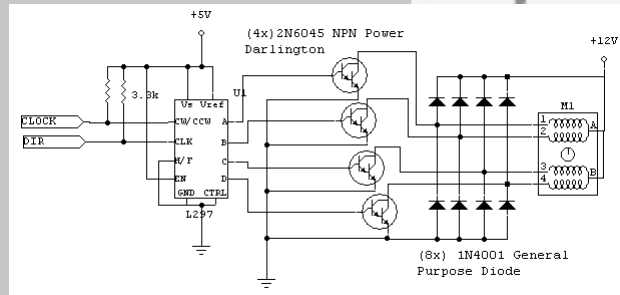 +5V
(4x)2N6045 NPN Power
Darlington
+12V
3.3k
Vs Vref
U1
M1
CLOCK
CW/CCW A
1 A
2
DIR
CLK B
H/F C
3 B
4
EN D
GND CTRL
L297
(8x) 1N4001 General
Purpose Diode